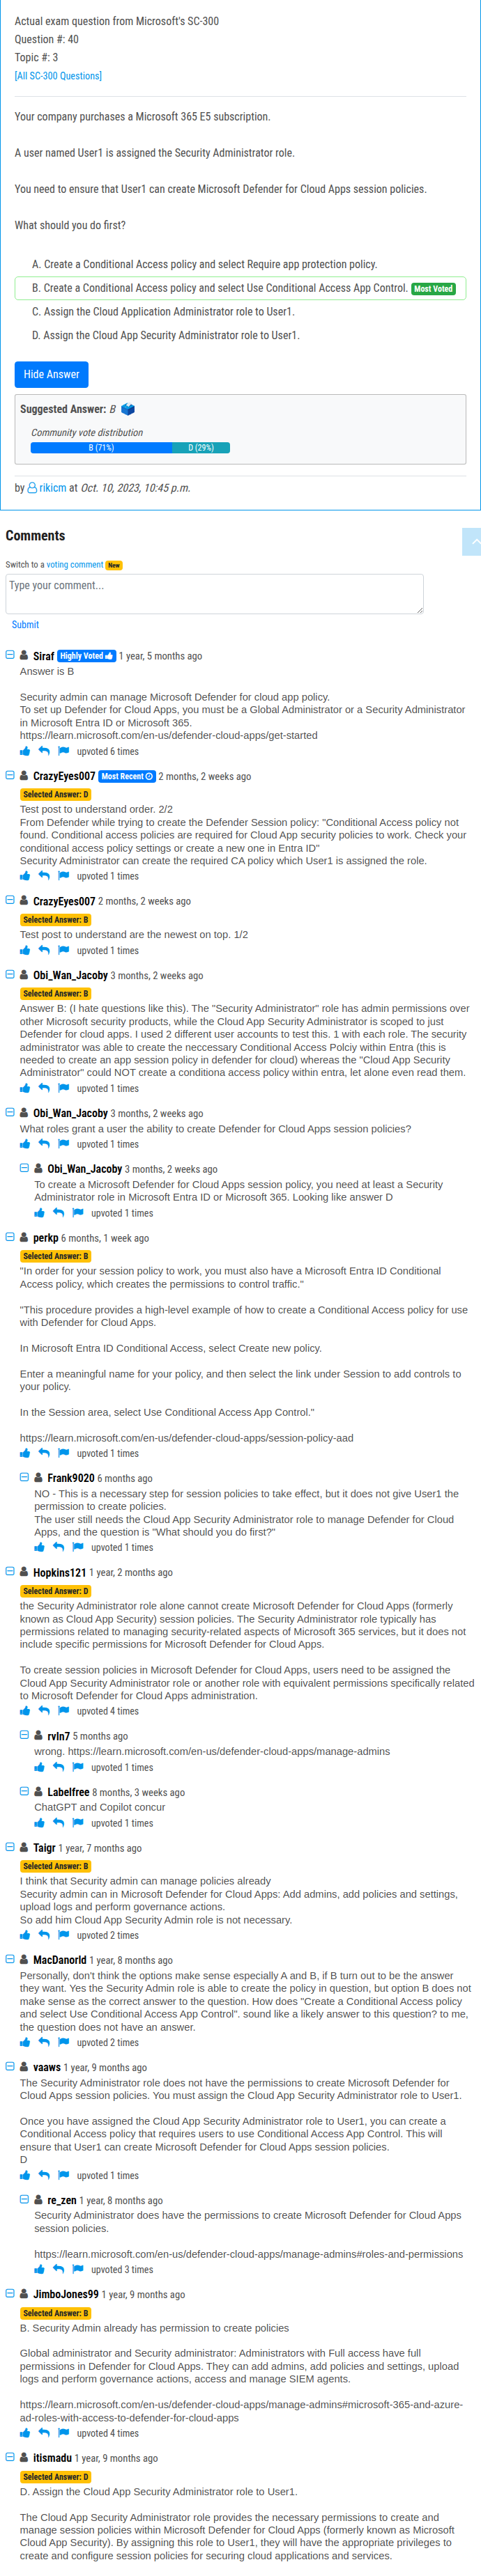 Actual exam question from Microsoft's SC-300
Question #: 40
Topic #: 3
[All SC-300 Questions]
Your company purchases a Microsoft 365 E5 subscription.
A user named User1 is assigned the Security Administrator role.
You need to ensure that User1 can create Microsoft Defender for Cloud Apps session policies.
What should you do first?
A. Create a Conditional Access policy and select Require app protection policy.
B. Create a Conditional Access policy and select Use Conditional Access App Control. Most Voted
C. Assign the Cloud Application Administrator role to User1.
D. Assign the Cloud App Security Administrator role to User1.
Hide Answer
Suggested Answer: B
Community vote distribution
B (71%) D (29%)
by rikicm at Oct. 10, 2023, 10:45 p.m.
Comments
Switch to a voting comment New
Type your comment...
Submit
Siraf Highly Voted 1 year, 5 months ago
Answer is B
Security admin can manage Microsoft Defender for cloud app policy.
To set up Defender for Cloud Apps, you must be a Global Administrator or a Security Administrator
in Microsoft Entra ID or Microsoft 365.
https://learn.microsoft.com/en-us/defender-cloud-apps/get-started
upvoted 6 times
CrazyEyes007 Most Recent 2 months, 2 weeks ago
Selected Answer: D
Test post to understand order. 2/2
From Defender while trying to create the Defender Session policy: "Conditional Access policy not
found. Conditional access policies are required for Cloud App security policies to work. Check your
conditional access policy settings or create a new one in Entra ID"
Security Administrator can create the required CA policy which User1 is assigned the role.
upvoted 1 times
CrazyEyes007 2 months, 2 weeks ago
Selected Answer: B
Test post to understand are the newest on top. 1/2
upvoted 1 times
Obi_Wan_Jacoby 3 months, 2 weeks ago
Selected Answer: B
Answer B: (I hate questions like this). The "Security Administrator" role has admin permissions over
other Microsoft security products, while the Cloud App Security Administrator is scoped to just
Defender for cloud apps. I used 2 different user accounts to test this. 1 with each role. The security
administrator was able to create the neccessary Conditional Access Polciy within Entra (this is
needed to create an app session policy in defender for cloud) whereas the "Cloud App Security
Administrator" could NOT create a conditiona access policy within entra, let alone even read them.
upvoted 1 times
Obi_Wan_Jacoby 3 months, 2 weeks ago
What roles grant a user the ability to create Defender for Cloud Apps session policies?
upvoted 1 times
Obi_Wan_Jacoby 3 months, 2 weeks ago
To create a Microsoft Defender for Cloud Apps session policy, you need at least a Security
Administrator role in Microsoft Entra ID or Microsoft 365. Looking like answer D
upvoted 1 times
perkp 6 months, 1 week ago
Selected Answer: B
"In order for your session policy to work, you must also have a Microsoft Entra ID Conditional
Access policy, which creates the permissions to control traffic."
"This procedure provides a high-level example of how to create a Conditional Access policy for use
with Defender for Cloud Apps.
In Microsoft Entra ID Conditional Access, select Create new policy.
Enter a meaningful name for your policy, and then select the link under Session to add controls to
your policy.
In the Session area, select Use Conditional Access App Control."
https://learn.microsoft.com/en-us/defender-cloud-apps/session-policy-aad
upvoted 1 times
Frank9020 6 months ago
NO - This is a necessary step for session policies to take effect, but it does not give User1 the
permission to create policies.
The user still needs the Cloud App Security Administrator role to manage Defender for Cloud
Apps, and the question is "What should you do first?"
upvoted 1 times
Hopkins121 1 year, 2 months ago
Selected Answer: D
the Security Administrator role alone cannot create Microsoft Defender for Cloud Apps (formerly
known as Cloud App Security) session policies. The Security Administrator role typically has
permissions related to managing security-related aspects of Microsoft 365 services, but it does not
include specific permissions for Microsoft Defender for Cloud Apps.
To create session policies in Microsoft Defender for Cloud Apps, users need to be assigned the
Cloud App Security Administrator role or another role with equivalent permissions specifically related
to Microsoft Defender for Cloud Apps administration.
upvoted 4 times
rvln7 5 months ago
wrong. https://learn.microsoft.com/en-us/defender-cloud-apps/manage-admins
upvoted 1 times
Labelfree 8 months, 3 weeks ago
ChatGPT and Copilot concur
upvoted 1 times
Taigr 1 year, 7 months ago
Selected Answer: B
I think that Security admin can manage policies already
Security admin can in Microsoft Defender for Cloud Apps: Add admins, add policies and settings,
upload logs and perform governance actions.
So add him Cloud App Security Admin role is not necessary.
upvoted 2 times
MacDanorld 1 year, 8 months ago
Personally, don't think the options make sense especially A and B, if B turn out to be the answer
they want. Yes the Security Admin role is able to create the policy in question, but option B does not
make sense as the correct answer to the question. How does "Create a Conditional Access policy
and select Use Conditional Access App Control". sound like a likely answer to this question? to me,
the question does not have an answer.
upvoted 2 times
vaaws 1 year, 9 months ago
The Security Administrator role does not have the permissions to create Microsoft Defender for
Cloud Apps session policies. You must assign the Cloud App Security Administrator role to User1.
Once you have assigned the Cloud App Security Administrator role to User1, you can create a
Conditional Access policy that requires users to use Conditional Access App Control. This will
ensure that User1 can create Microsoft Defender for Cloud Apps session policies.
D
upvoted 1 times
re_zen 1 year, 8 months ago
Security Administrator does have the permissions to create Microsoft Defender for Cloud Apps
session policies.
https://learn.microsoft.com/en-us/defender-cloud-apps/manage-admins#roles-and-permissions
upvoted 3 times
JimboJones99 1 year, 9 months ago
Selected Answer: B
B. Security Admin already has permission to create policies
Global administrator and Security administrator: Administrators with Full access have full
permissions in Defender for Cloud Apps. They can add admins, add policies and settings, upload
logs and perform governance actions, access and manage SIEM agents.
https://learn.microsoft.com/en-us/defender-cloud-apps/manage-admins#microsoft-365-and-azure-
ad-roles-with-access-to-defender-for-cloud-apps
upvoted 4 times
itismadu 1 year, 9 months ago
Selected Answer: D
D. Assign the Cloud App Security Administrator role to User1.
The Cloud App Security Administrator role provides the necessary permissions to create and
manage session policies within Microsoft Defender for Cloud Apps (formerly known as Microsoft
Cloud App Security). By assigning this role to User1, they will have the appropriate privileges to
create and configure session policies for securing cloud applications and services.